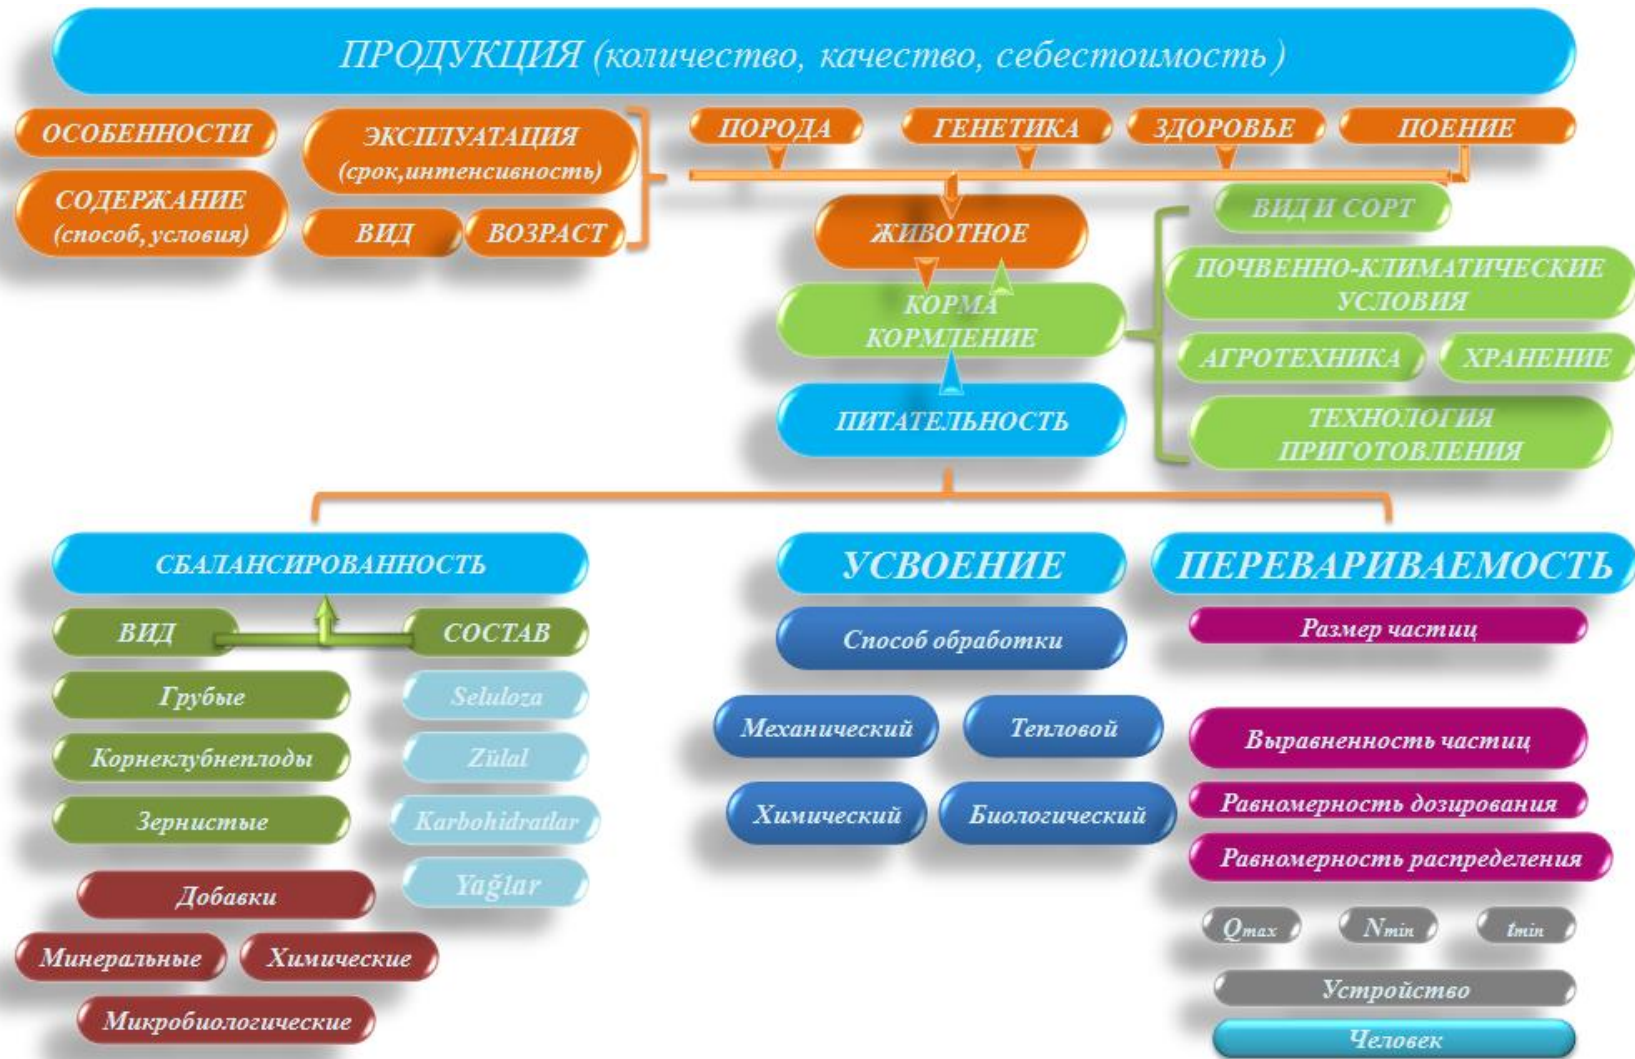 ПРОДУКЦИЯ (количество, качество, себестоимость )
ОСОБЕННОСТИ
ЭКСПЛУАТАЦИЯ
(срок,интенсивность)
СОДЕРЖАНИЕ
(способ,условия)
ВИД
ВОЗРАСТ
ПОРОДА
ГЕНЕТИКА
ЗДОРОВЬЕ
ПОЕНИЕ
ЖИВОТНОЕ
КОРМА
КОРМЛЕНИЕ
ПИТАТЕЛЬНОСТЬ
ВИД И СОРТ
ПОЧВЕННО-КЛИМАТИЧЕСКИЕ
УСЛОВИЯ
АГРОТЕХНИКА
ХРАНЕНИЕ
ТЕХНОЛОГИЯ
ПРИГОТОВЛЕНИЯ
СБАЛАНСИРОВАННОСТЬ
ВИД
СОСТАВ
Грубые
Корнеклубнеплоды
Зернистые
Seluloza
Zülal
Karbohidratlar
Yağlar
Добавки
Минеральные
Химические
Микробиологические
УСВОЕНИЕ
Способ обработки
Механический
Тепловой
Химический
Биологический
ПЕРЕВАРИВАЕМОСТЬ
Размер частиц
Выравненность частиц
Равномерность дозирования
Равномерность распределения
Qmax
Nmin
tmin
Устройство
Человек